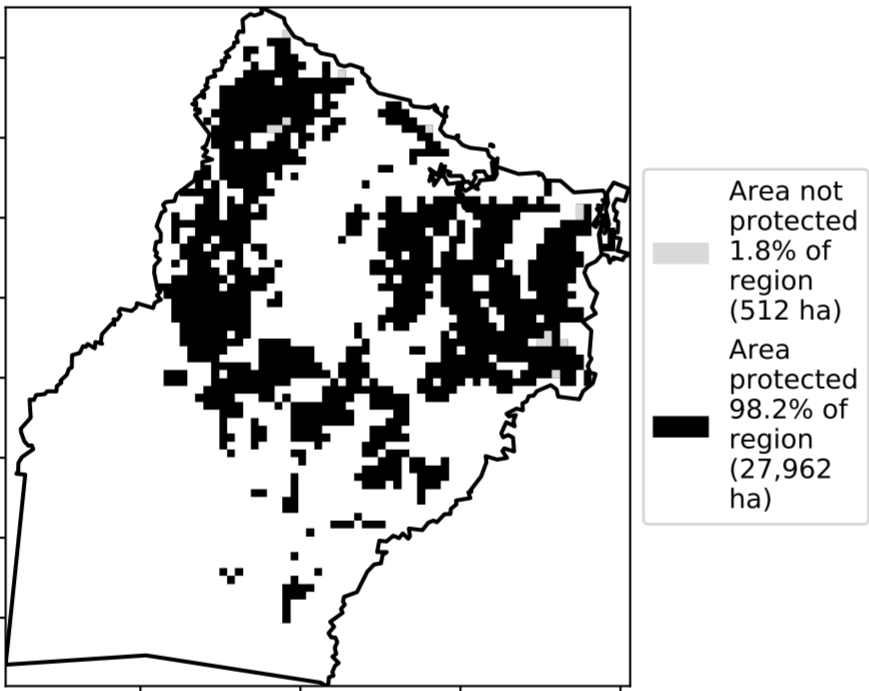 Area not
protected
1.8% of
region
(512 ha)
Area
protected
98.2% of
region
(27,962
ha)